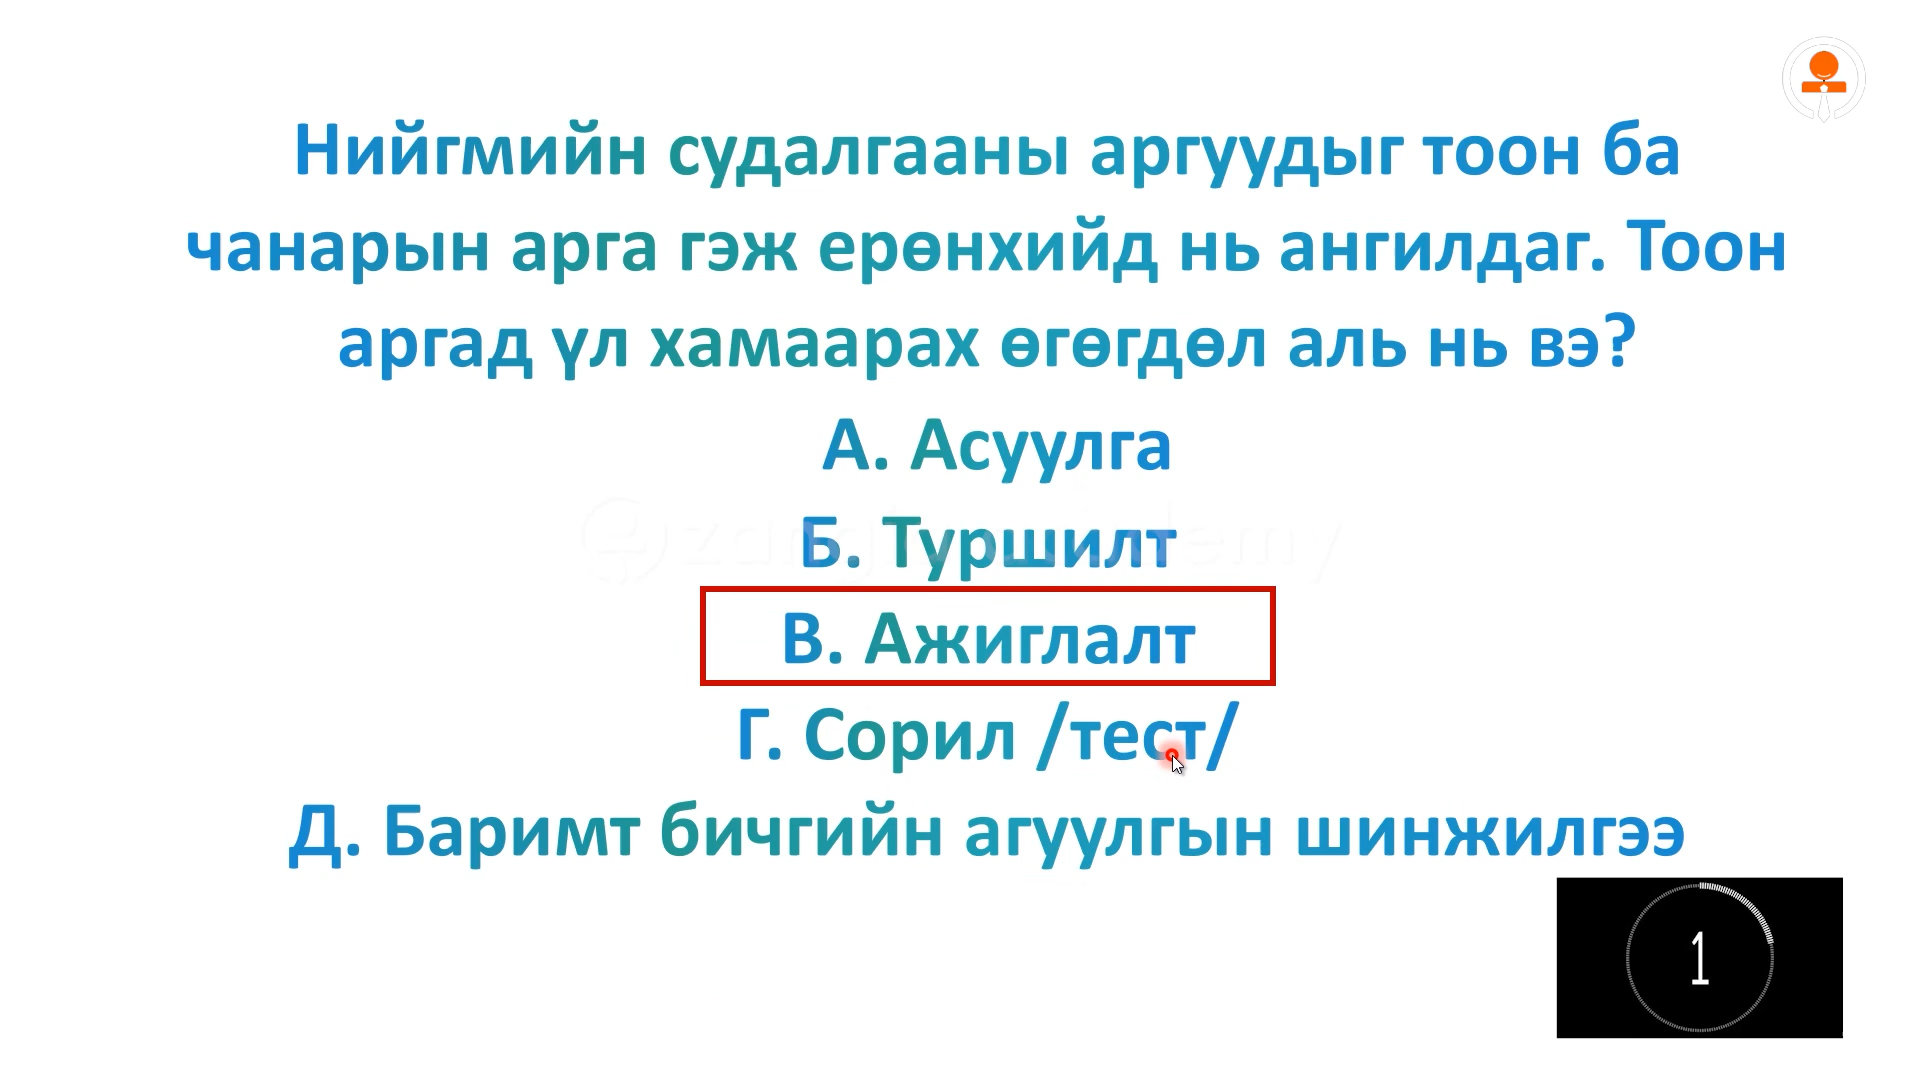 Нийгмийн судалгааны аргуудыг тоон ба
чанарын арга гэж ерөнхийд нь ангилдаг. Тоон
аргад үл хамаарах өгөгдөл аль нь вэ?
А. Асуулга
Б. Туршилт
В. Ажиглалт
Г. Сорил /тест/
Д. Баримт бичгийн агуулгын шинжилгээ
1